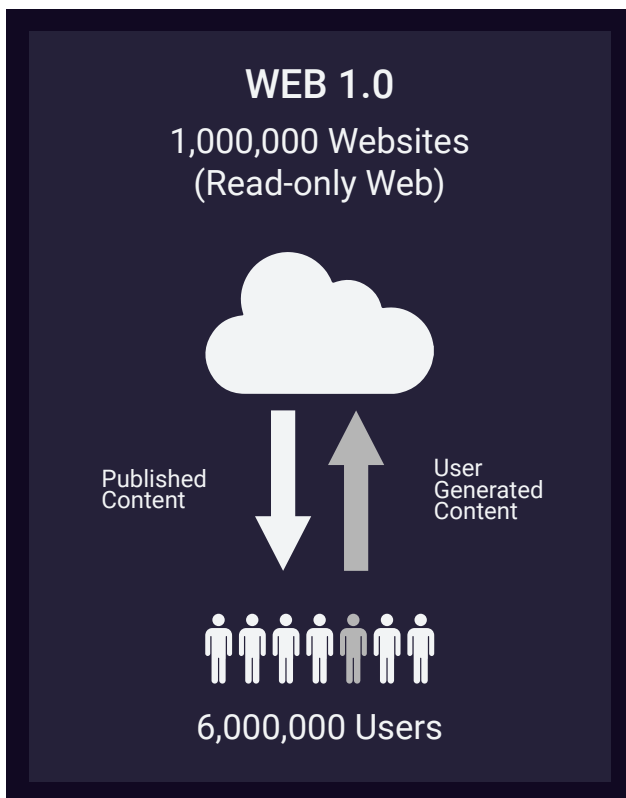 WEB 1.0
1,000,000 Websites
(Read-only Web)
Published
Content
User
Generated
Content
6,000,000 Users